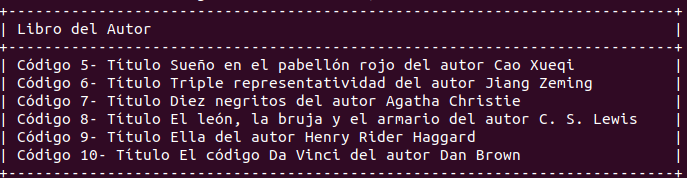 Libro del Autor
Código 5- Título Sueño en el pabellón rojo del autor Cao Xueqi
Código 6- Título Triple representatividad del autor Jiang Zeming
Código 7- Título Diez negritos del autor Agatha Christie
Código 8- Título El león, la bruja y el armario del autor C. S. Lewis
Código 9- Título Ella del autor Henry Rider Haggard
Código 10- Título El código Da Vinci del autor Dan Brown